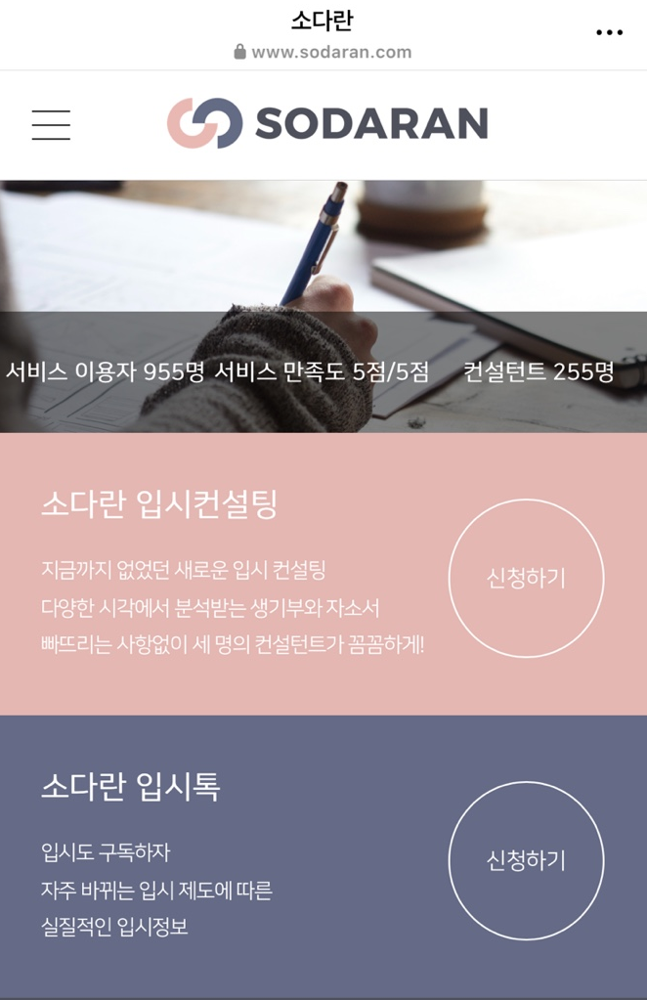 소다란
www.sodaran.com
SODARAN
서비스 이용자 955명 서비스 만족도 5점/5점 컨설턴트 255명
소다란 입시컨설팅
지금까지 없었던 새로운 입시 컨설팅
다양한 시각에서 분석받는 생기부와 자소서
빠뜨리는 사항없이 세 명의 컨설턴트가 꼼꼼하게!
신청하기
소다란 입시톡
입시도 구독하자
자주 바뀌는 입시 제도에 따른
실질적인 입시정보
신청하기